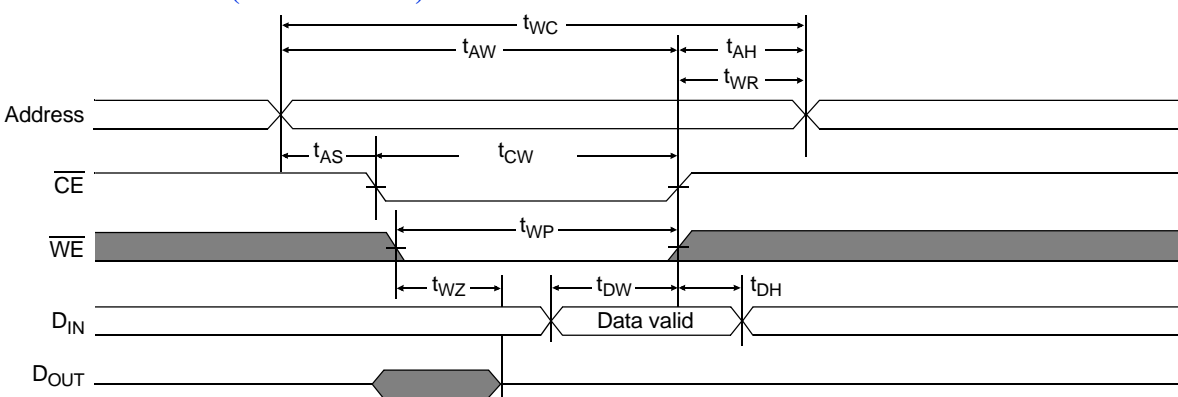 tWC
tAW tAH
tWR
Address
tAS tCW
CE
tWP
WE
tWZ tDW tDH
DIN Data valid
DOUT